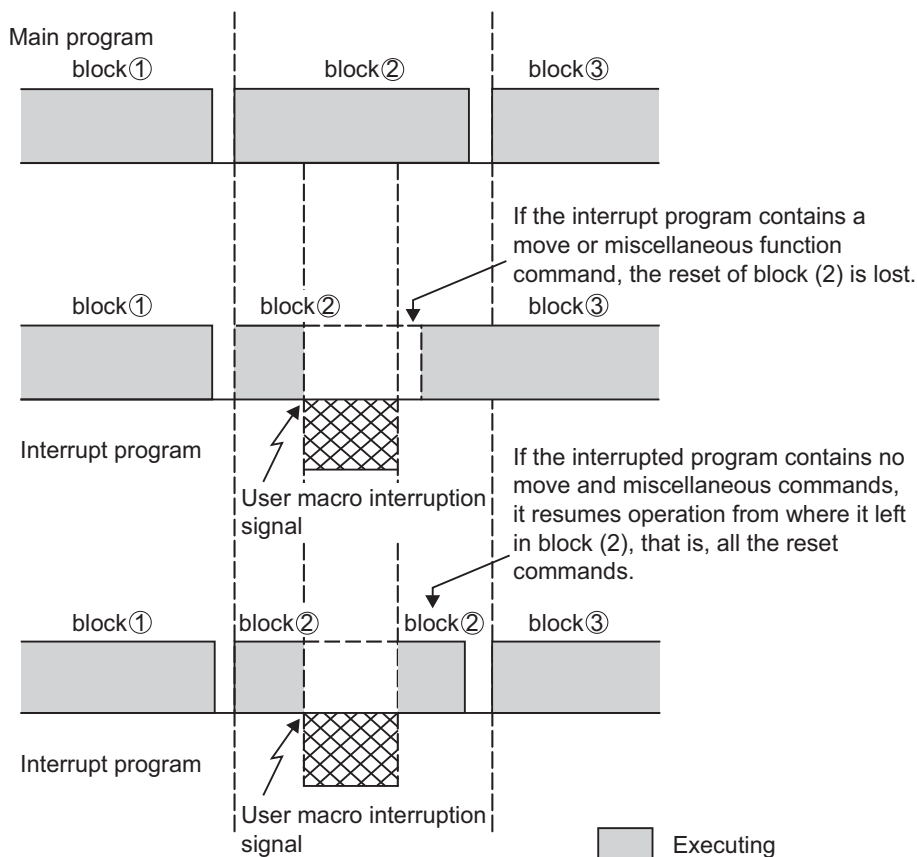 Main program
block① block② block③
If the interrupt program contains a
move or miscellaneous function
command, the reset of block (2) is lost.
block① block② block③
Interrupt program
User macro interruption
signal
If the interrupted program contains no
move and miscellaneous commands,
it resumes operation from where it left
in block (2), that is, all the reset
commands.
block① block② block② block③
Interrupt program
User macro interruption
signal
Executing